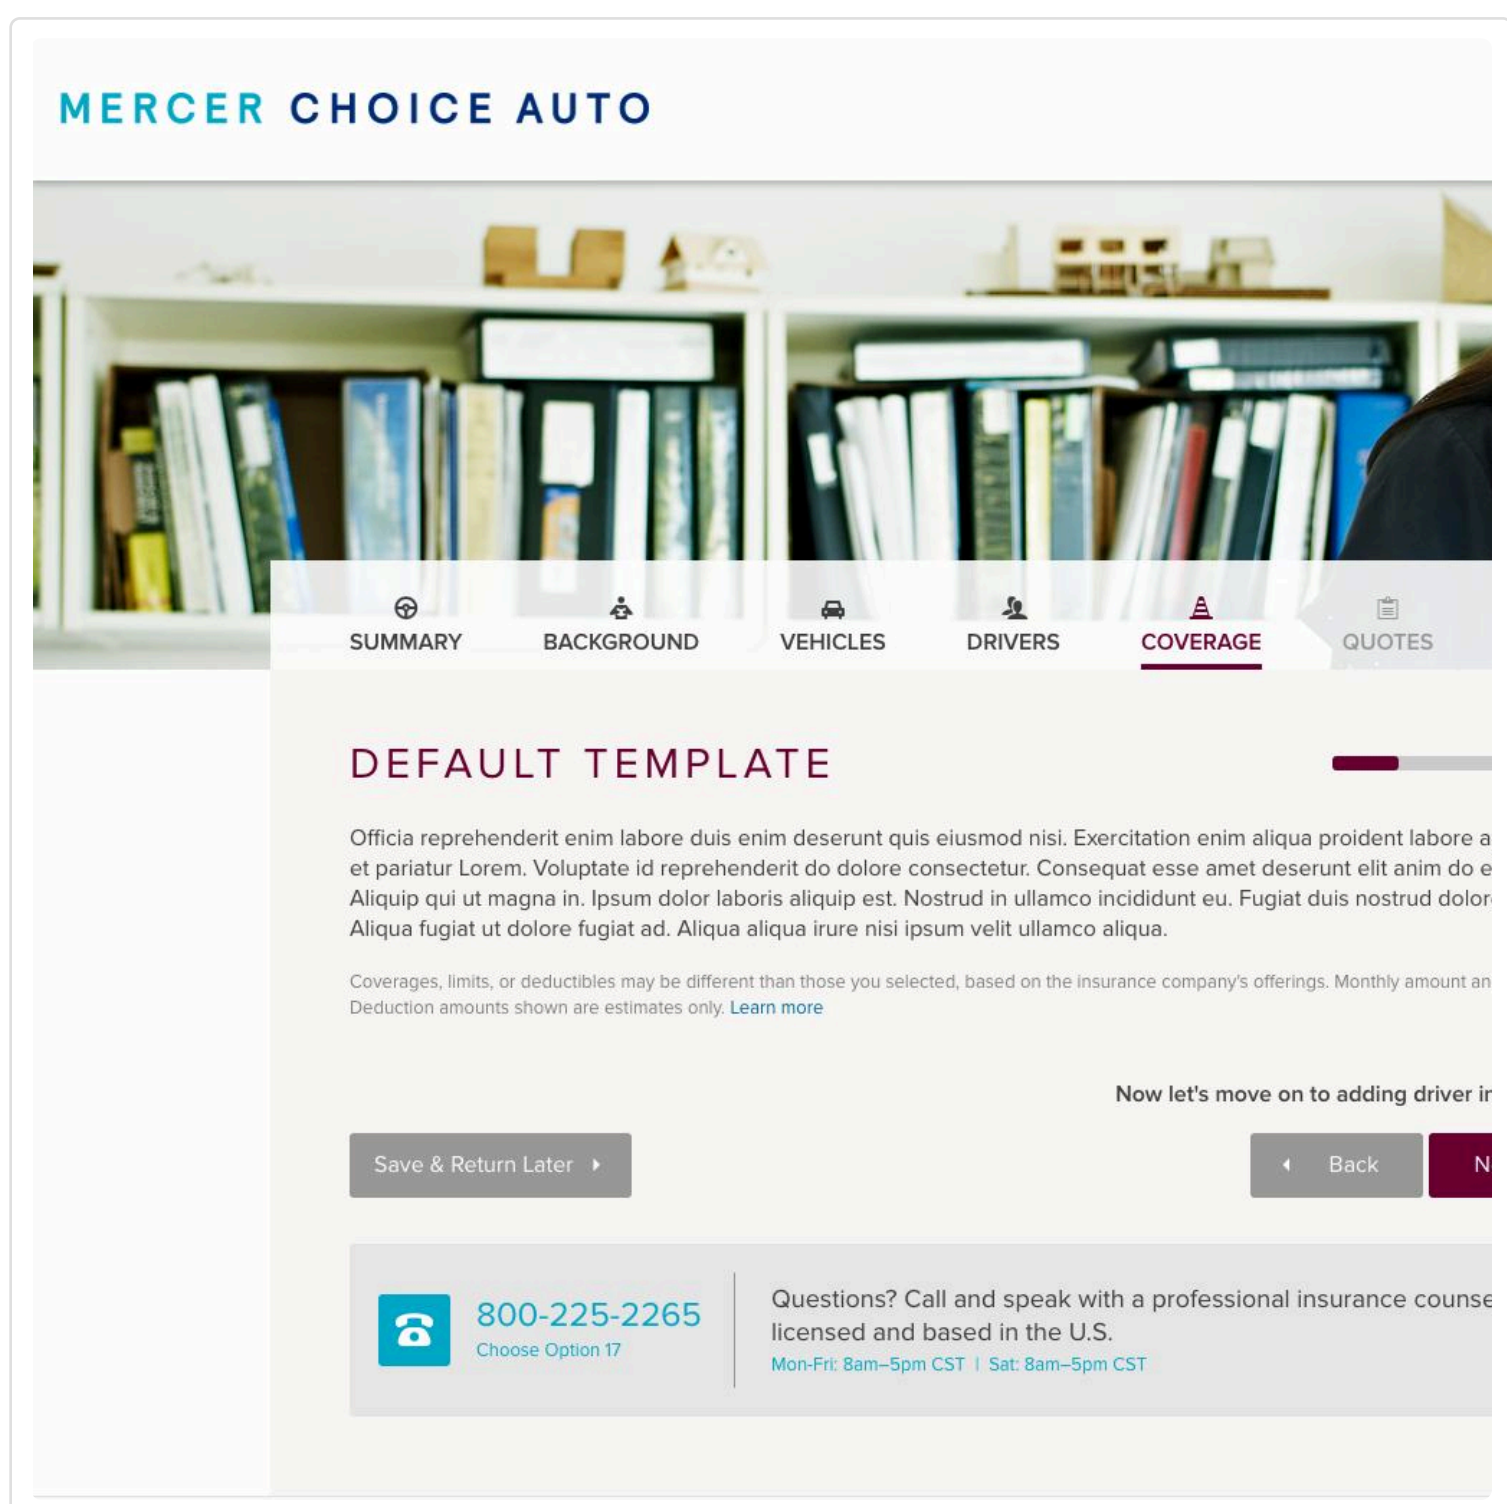 MERCER CHOICE AUTO
SUMMARY BACKGROUND VEHICLES DRIVERS COVERAGE QUOTES
DEFAULT TEMPLATE
Officia reprehenderit enim labore duis enim deserunt quis eiusmod nisi. Exercitation enim aliqua proident labore a
et pariatur Lorem. Voluptate id reprehenderit do dolore consectetur. Consequat esse amet deserunt elit anim do e
Aliquip qui ut magna in. Ipsum dolor laboris aliquip est. Nostrud in ullamco incididunt eu. Fugiat duis nostrud dolor
Aliqua fugiat ut dolore fugiat ad. Aliqua aliqua irure nisi ipsum velit ullamco aliqua.
Coverages, limits, or deductibles may be different than those you selected, based on the insurance company's offerings. Monthly amount an
Deduction amounts shown are estimates only. Learn more
Now let's move on to adding driver in
Save & Return Later Back N
800-225-2265
Choose Option 17
Questions? Call and speak with a professional insurance counse
licensed and based in the U.S.
Mon-Fri: 8am–5pm CST | Sat: 8am–5pm CST